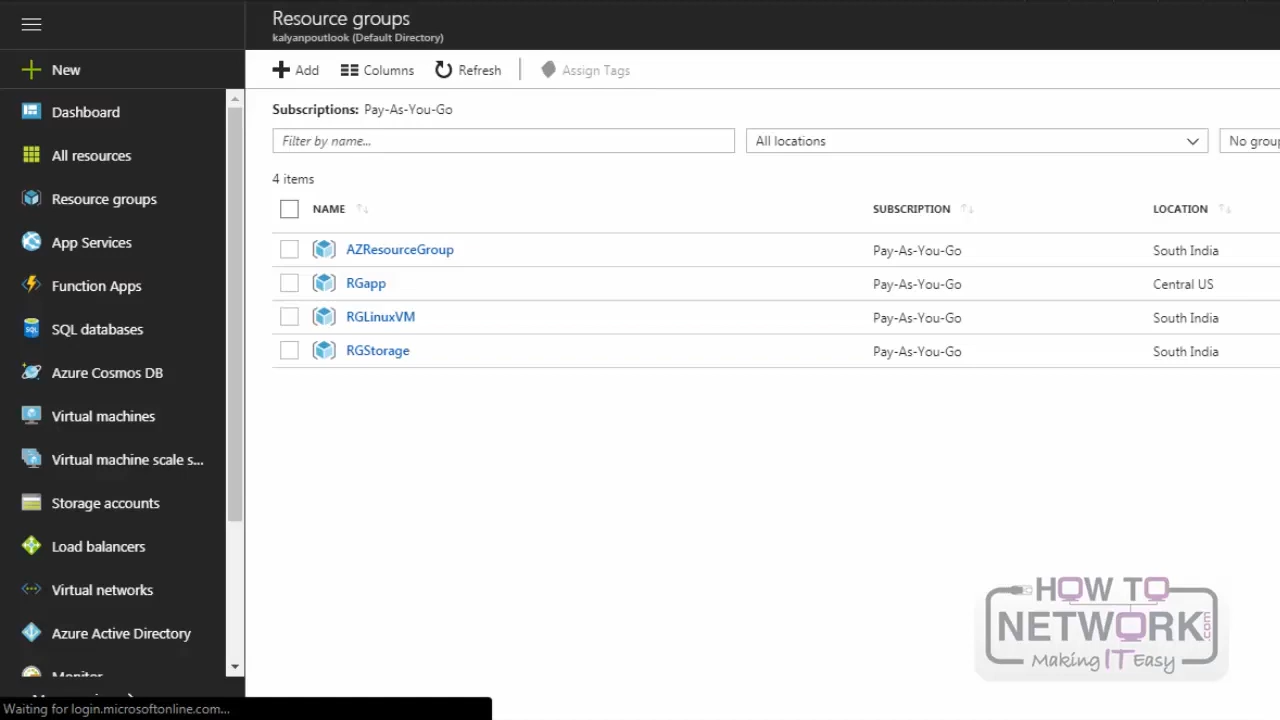 Resource groups
kalyanpoutlook (Default Directory)
New
Add Columns Refresh Assign Tags
Dashboard
Subscriptions: Pay-As-You-Go
All resources
Filter by name... All locations No group
4 items
Resource groups
NAME SUBSCRIPTION LOCATION
App Services
AZResourceGroup Pay-As-You-Go South India
Function Apps
RGapp Pay-As-You-Go Central US
SQL databases
RGLinuxVM Pay-As-You-Go South India
RGStorage Pay-As-You-Go South India
Azure Cosmos DB
Virtual machines
Virtual machine scale s...
Storage accounts
Load balancers
Virtual networks
Azure Active Directory
Monitor
HOW TO
NETWORK.com
Making IT Easy
Waiting for login.microsoftonline.com...